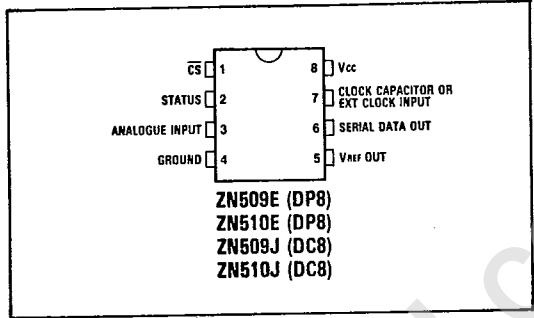 CS 1 8 Vcc
STATUS 2 7 CLOCK CAPACITOR OR
EXT CLOCK INPUT
ANALOGUE INPUT 3 6 SERIAL DATA OUT
GROUND 4 5 VREF OUT
ZN509E (DP8)
ZN510E (DP8)
ZN509J (DC8)
ZN510J (DC8)